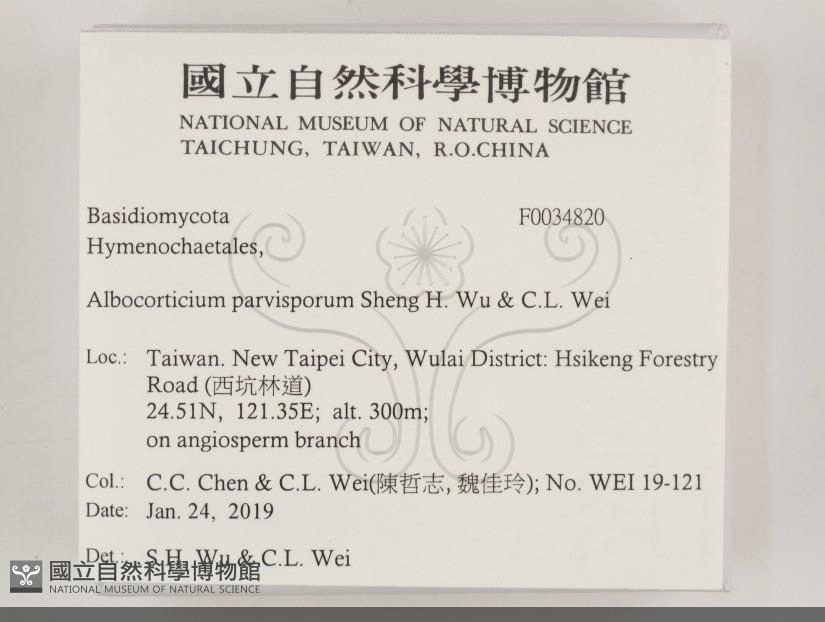 國立自然科學博物館
NATIONAL MUSEUM OF NATURAL SCIENCE
TAICHUNG, TAIWAN, R.O.CHINA
Basidiomycota F0034820
Hymenochaetales,
Albocorticium parvisporum Sheng H. Wu & C.L. Wei
Loc.: Taiwan. New Taipei City, Wulai District: Hsikeng Forestry
Road (西坑林道)
24.51N, 121.35E; alt. 300m;
on angiosperm branch
Col.: C.C. Chen & C.L. Wei(陳哲志, 魏佳玲); No. WEI 19-121
Date: Jan. 24, 2019
Det.: S.H. Wu & C.L. Wei
國立自然科學博物館
NATIONAL MUSEUM OF NATURAL SCIENCE